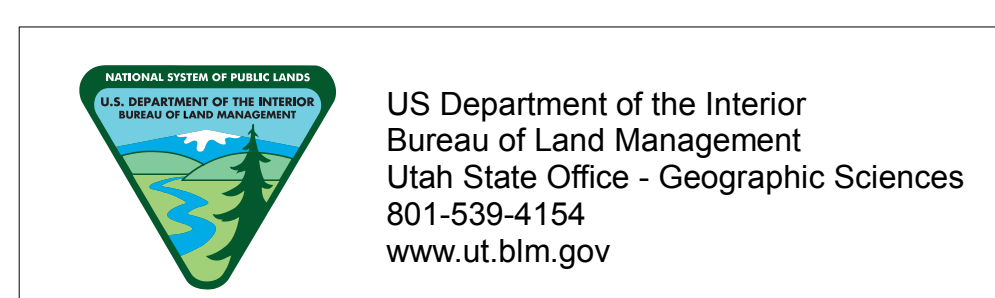 NATIONAL SYSTEM OF PUBLIC LANDS
U.S. DEPARTMENT OF THE INTERIOR
BUREAU OF LAND MANAGEMENT
US Department of the Interior
Bureau of Land Management
Utah State Office - Geographic Sciences
801-539-4154
www.ut.blm.gov